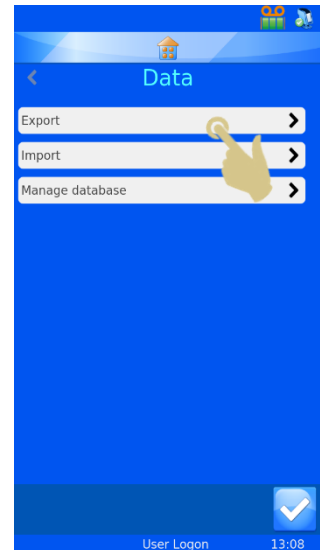 Data
Export
Import
Manage database
User Logon 13:08